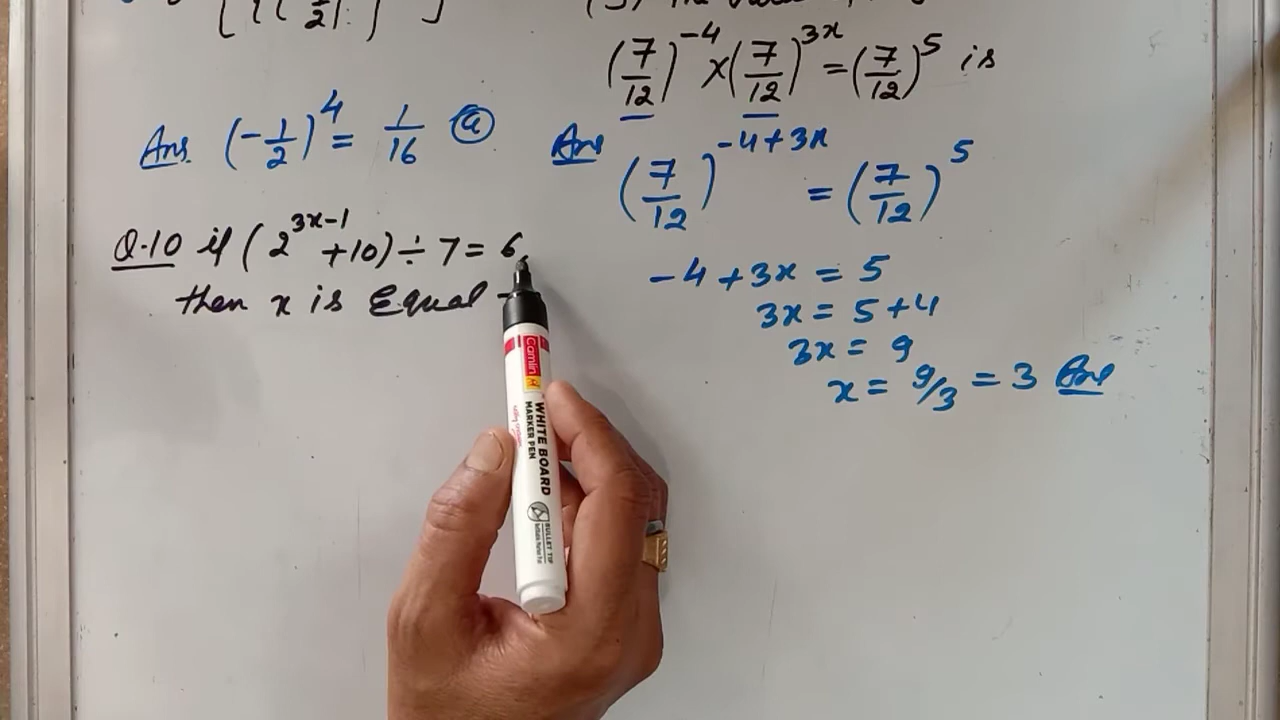 (-1/2)^4 = 1/16 ⓐ
Ans.
Q.10 if (2^{3x-1} + 10) ÷ 7 = 6,
then x is Equal
(7/12)^{-4} × (7/12)^{3x} = (7/12)^5 is
Ans
(7/12)^{-4+3x} = (7/12)^5
-4 + 3x = 5
3x = 5 + 4
3x = 9
x = 9/3 = 3 Ans
Camlin
WHITE BOARD
MARKER PEN
BULLET TIP